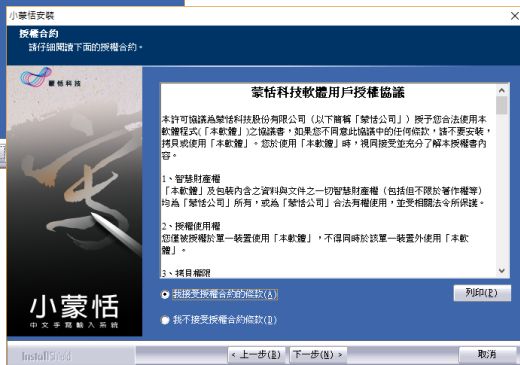 小蒙恬安裝
授權合約
請仔細閱讀下面的授權合約。
蒙恬科技
蒙恬科技軟體用戶授權協議
本許可協議為蒙恬科技股份有限公司（以下簡稱「蒙恬公司」）授予您合法使用本
軟體程式(「本軟體」)之協議書，如果您不同意此協議中的任何條款，請不要安裝，
拷貝或使用「本軟體」。您於使用「本軟體」時，視同接受並充分了解本授權書內
容。
1、智慧財產權
「本軟體」及包裝內含之資料與文件之一切智慧財產權（包括但不限於著作權等）
均為「蒙恬公司」所有，或為「蒙恬公司」合法有權使用，並受相關法令所保護。
2、授權使用權
您僅被授權於單一裝置使用「本軟體」，不得同時於該單一裝置外使用「本軟
體」。
3、拷貝權限
我接受授權合約的條款(A)
列印(P)
我不接受授權合約條款(D)
小蒙恬
中文手寫輸入系統
InstallShield
< 上一步(B)
下一步(N) >
取消